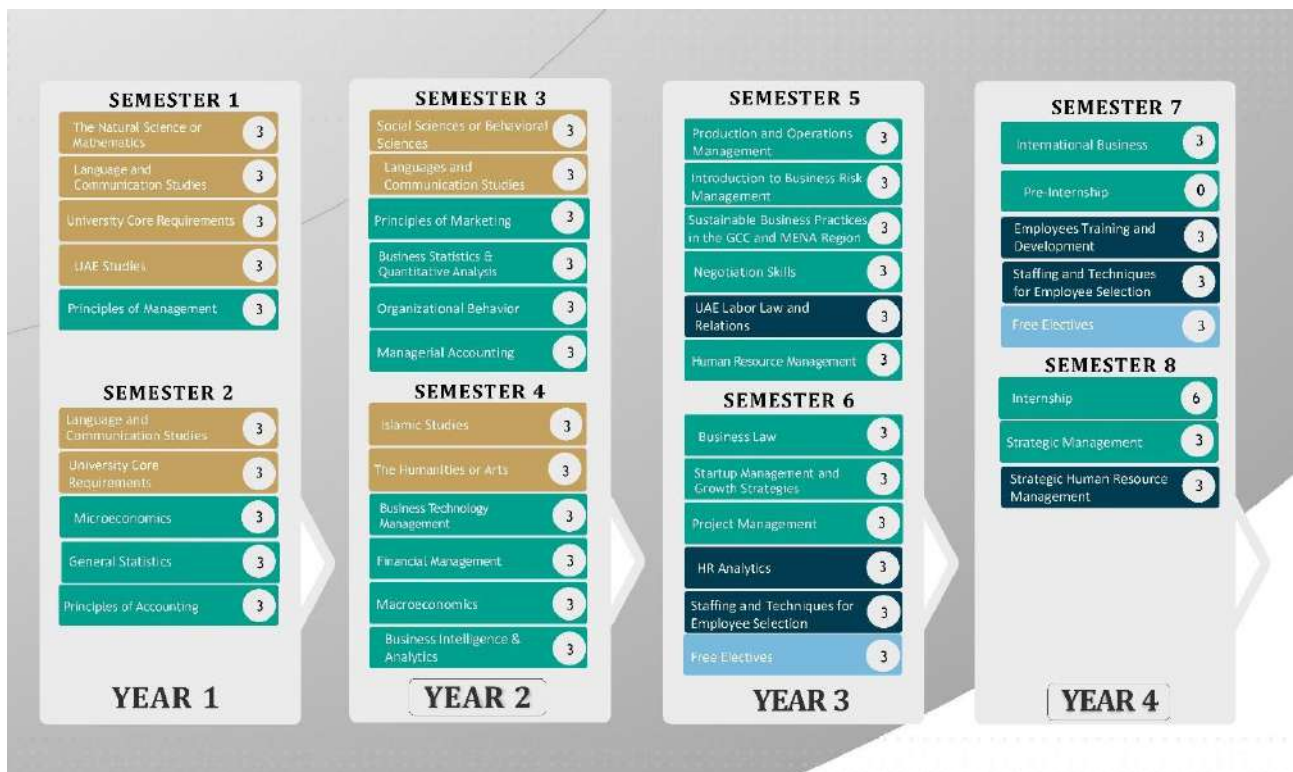 SEMESTER 1
The Natural Science or
Mathematics
3
Language and
Communication Studies
3
University Core Requirements
3
UAE Studies
3
Principles of Management
3
SEMESTER 2
Language and
Communication Studies
3
University Core
Requirements
3
Microeconomics
3
General Statistics
3
Principles of Accounting
3
YEAR 1
SEMESTER 3
Social Sciences or Behavioral
Sciences
3
Languages and
Communication Studies
3
Principles of Marketing
3
Business Statistics &
Quantitative Analysis
3
Organizational Behavior
3
Managerial Accounting
3
SEMESTER 4
Islamic Studies
3
The Humanities or Arts
3
Business Technology
Management
3
Financial Management
3
Macroeconomics
3
Business Intelligence &
Analytics
3
YEAR 2
SEMESTER 5
Production and Operations
Management
3
Introduction to Business Risk
Management
3
Sustainable Business Practices
in the GCC and MENA Region
3
Negotiation Skills
3
UAE Labor Law and
Relations
3
Human Resource Management
3
SEMESTER 6
Business Law
3
Startup Management and
Growth Strategies
3
Project Management
3
HR Analytics
3
Staffing and Techniques for
Employee Selection
3
Free Electives
3
YEAR 3
SEMESTER 7
International Business
3
Pre-Internship
0
Employees Training and
Development
3
Staffing and Techniques
for Employee Selection
3
Free Electives
3
SEMESTER 8
Internship
6
Strategic Management
3
Strategic Human Resource
Management
3
YEAR 4